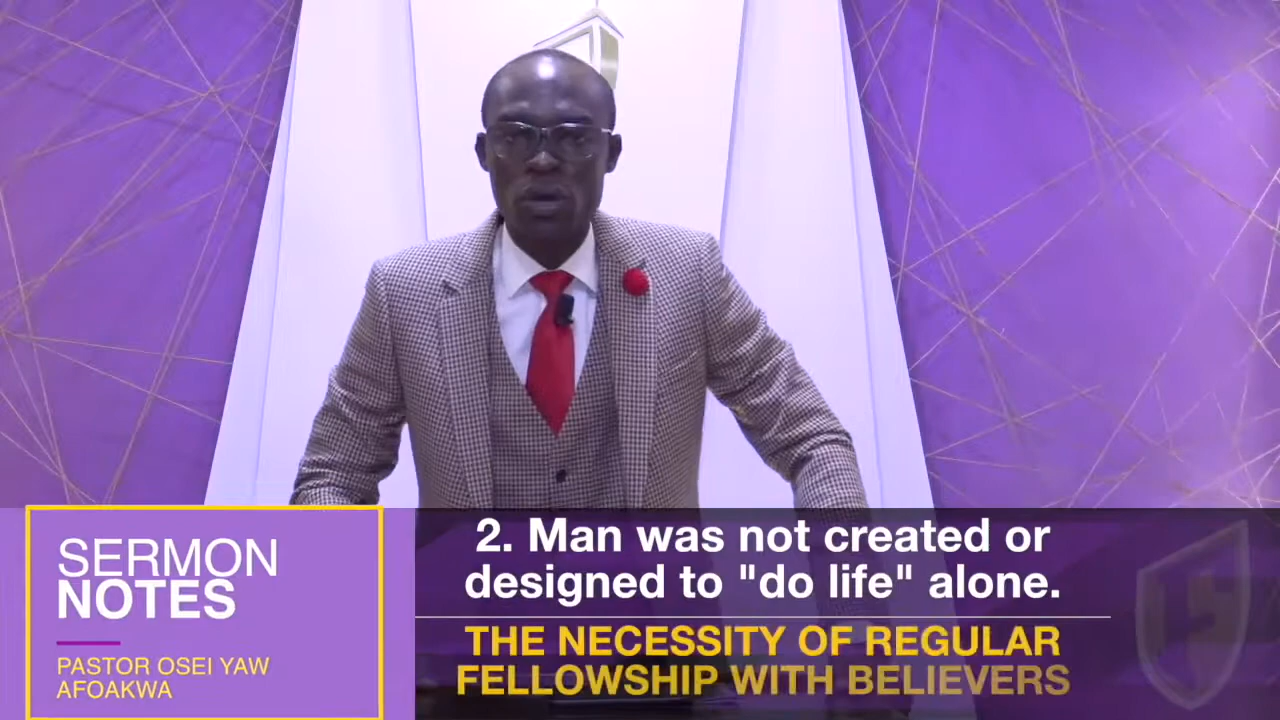 SERMON
NOTES
PASTOR OSEI YAW
AFOAKWA
2. Man was not created or
designed to "do life" alone.
THE NECESSITY OF REGULAR
FELLOWSHIP WITH BELIEVERS